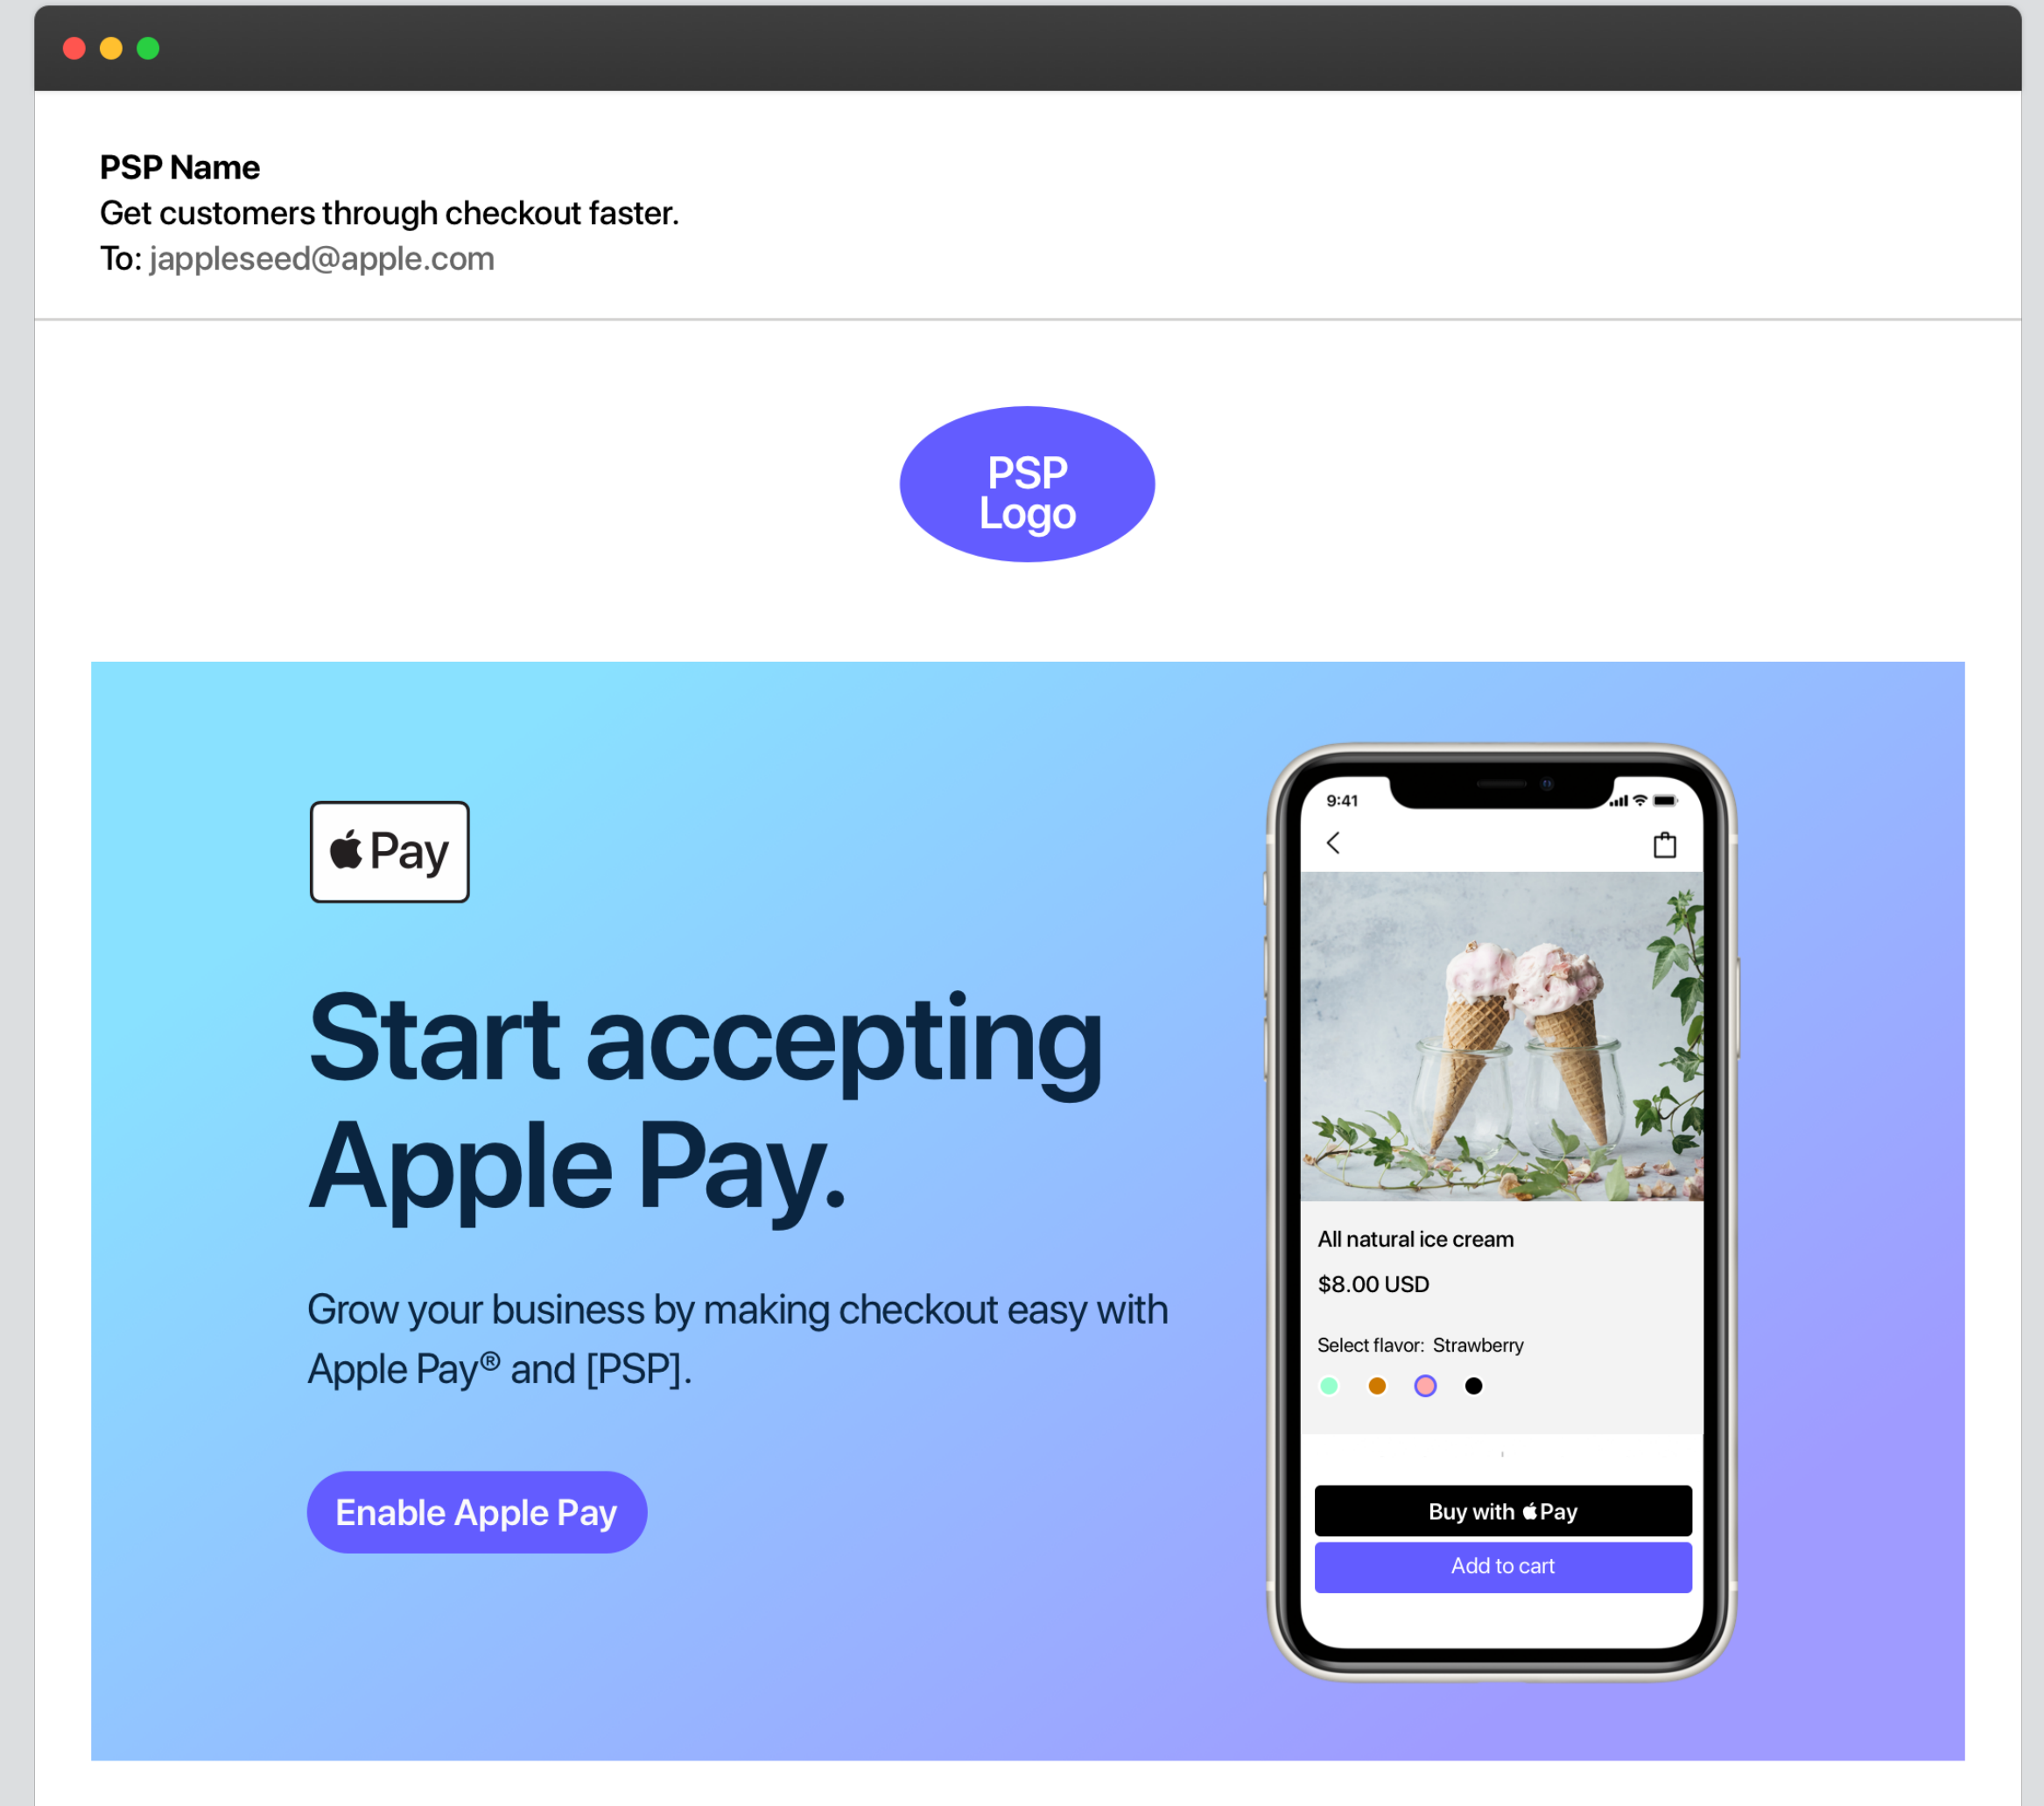 PSP Name
Get customers through checkout faster.
To: jappleseed@apple.com
PSP
Logo
Pay
Start accepting
Apple Pay.
Grow your business by making checkout easy with
Apple Pay® and [PSP].
Enable Apple Pay
9:41
All natural ice cream
$8.00 USD
Select flavor: Strawberry
Buy with Pay
Add to cart